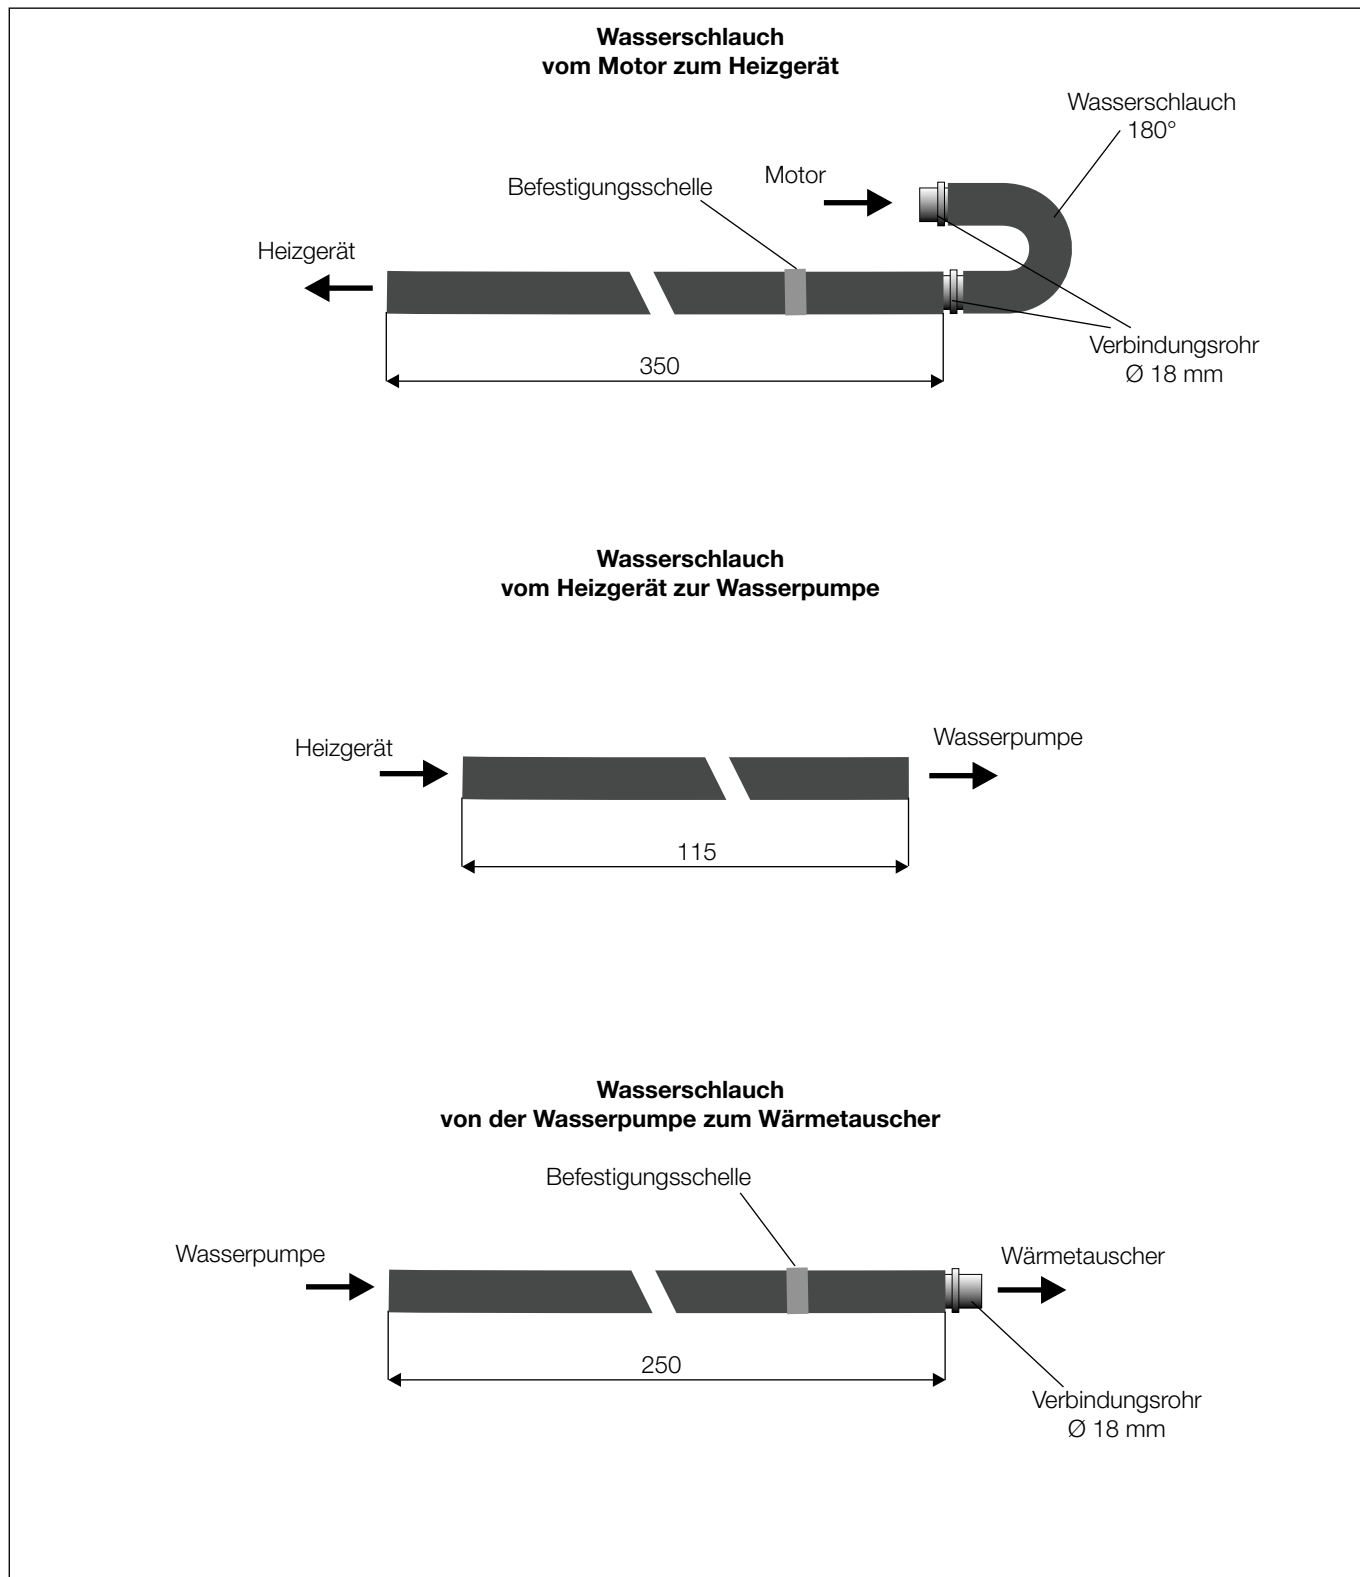 Wasserschlauch
vom Motor zum Heizgerät
Wasserschlauch
180°
Motor
Befestigungsschelle
Heizgerät
Verbindungsrohr
Ø 18 mm
350
Wasserschlauch
vom Heizgerät zur Wasserpumpe
Heizgerät
Wasserpumpe
115
Wasserschlauch
von der Wasserpumpe zum Wärmetauscher
Befestigungsschelle
Wasserpumpe
Wärmetauscher
250
Verbindungsrohr
Ø 18 mm